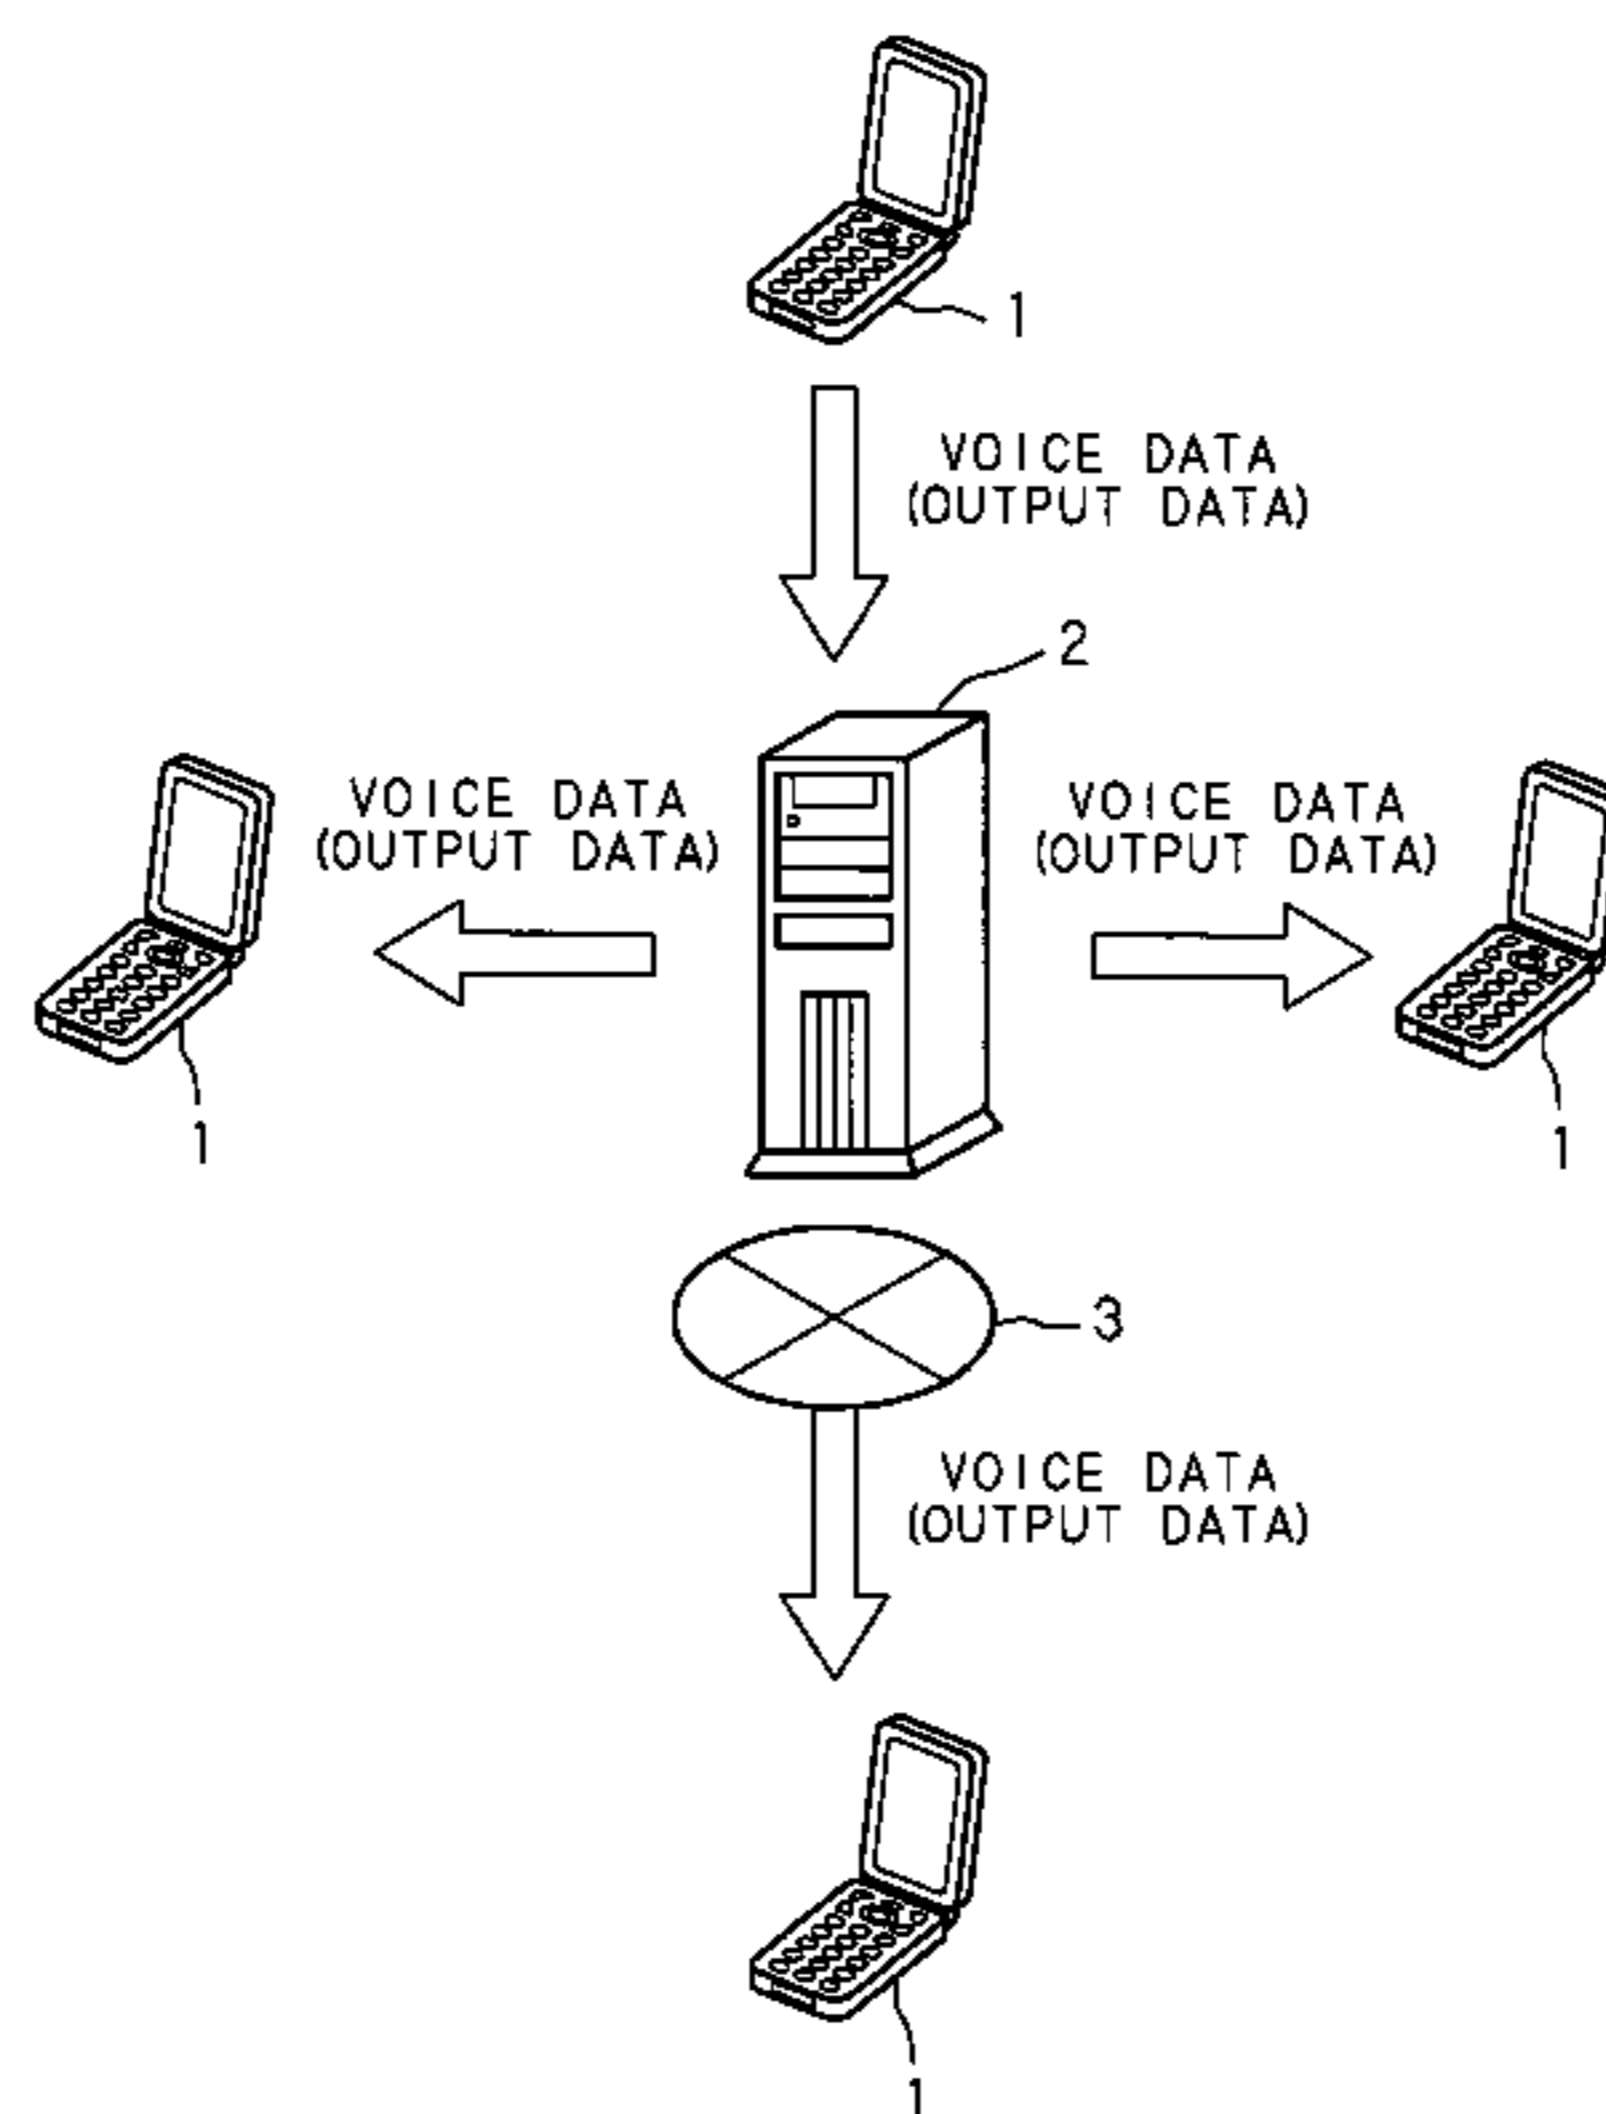 1
VOICE DATA
(OUTPUT DATA)
2
VOICE DATA
(OUTPUT DATA)
VOICE DATA
(OUTPUT DATA)
1
1
3
VOICE DATA
(OUTPUT DATA)
1